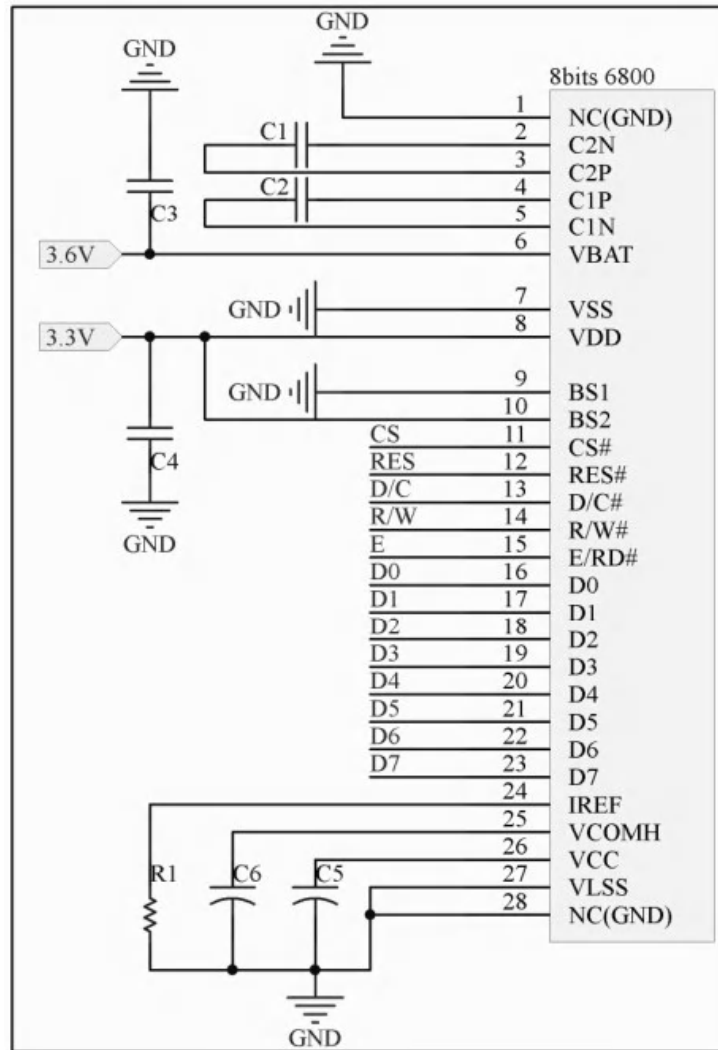 GND
GND
8bits 6800
1 NC(GND)
C1 2 C2N
3 C2P
C2 4 C1P
C3 5 C1N
3.6V 6 VBAT
GND 7 VSS
3.3V 8 VDD
GND 9 BS1
10 BS2
C4 CS 11 CS#
RES 12 RES#
D/C 13 D/C#
GND R/W 14 R/W#
E 15 E/RD#
D0 16 D0
D1 17 D1
D2 18 D2
D3 19 D3
D4 20 D4
D5 21 D5
D6 22 D6
D7 23 D7
24 IREF
25 VCOMH
26 VCC
R1 C6 C5 27 VLSS
28 NC(GND)
GND